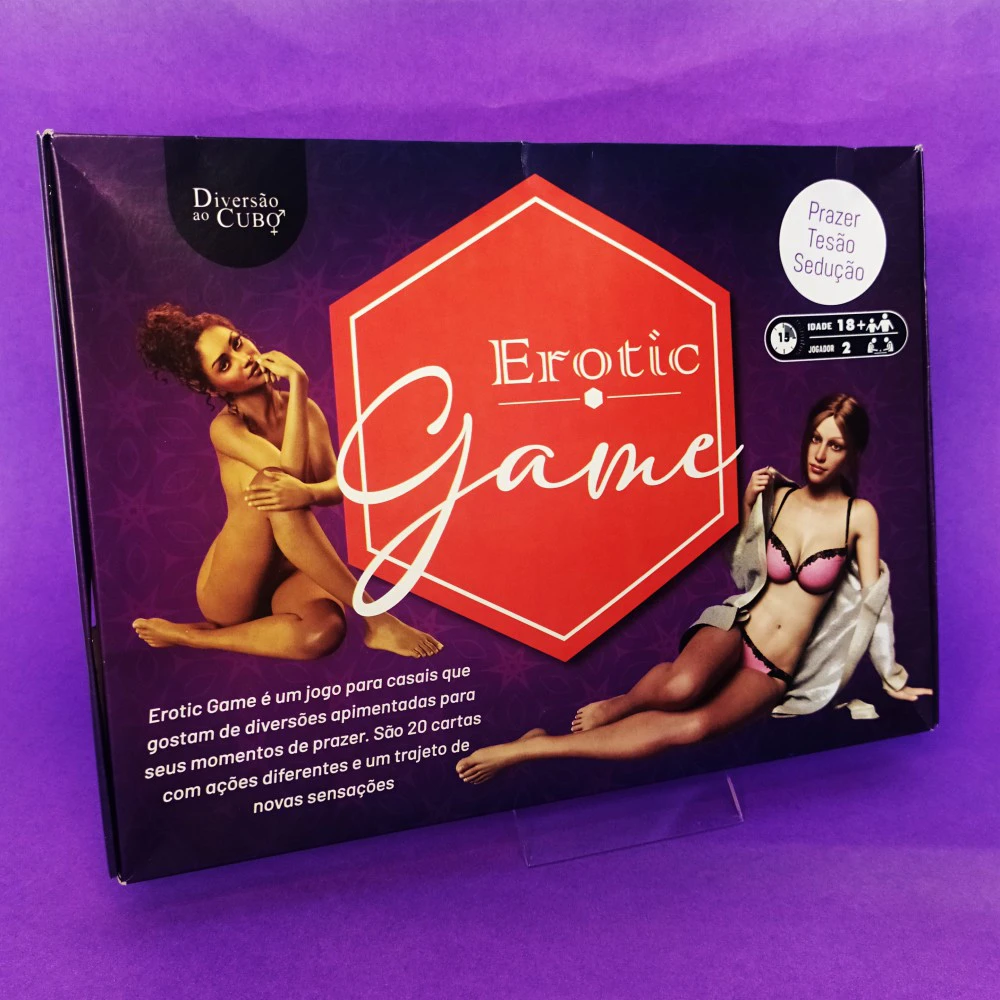 Diversão
ao CUBO
Prazer
Tesão
Sedução
15
IDADE 18+
JOGADOR 2
Erotic
Game
Erotic Game é um jogo para casais que
gostam de diversões apimentadas para
seus momentos de prazer. São 20 cartas
com ações diferentes e um trajeto de
novas sensações